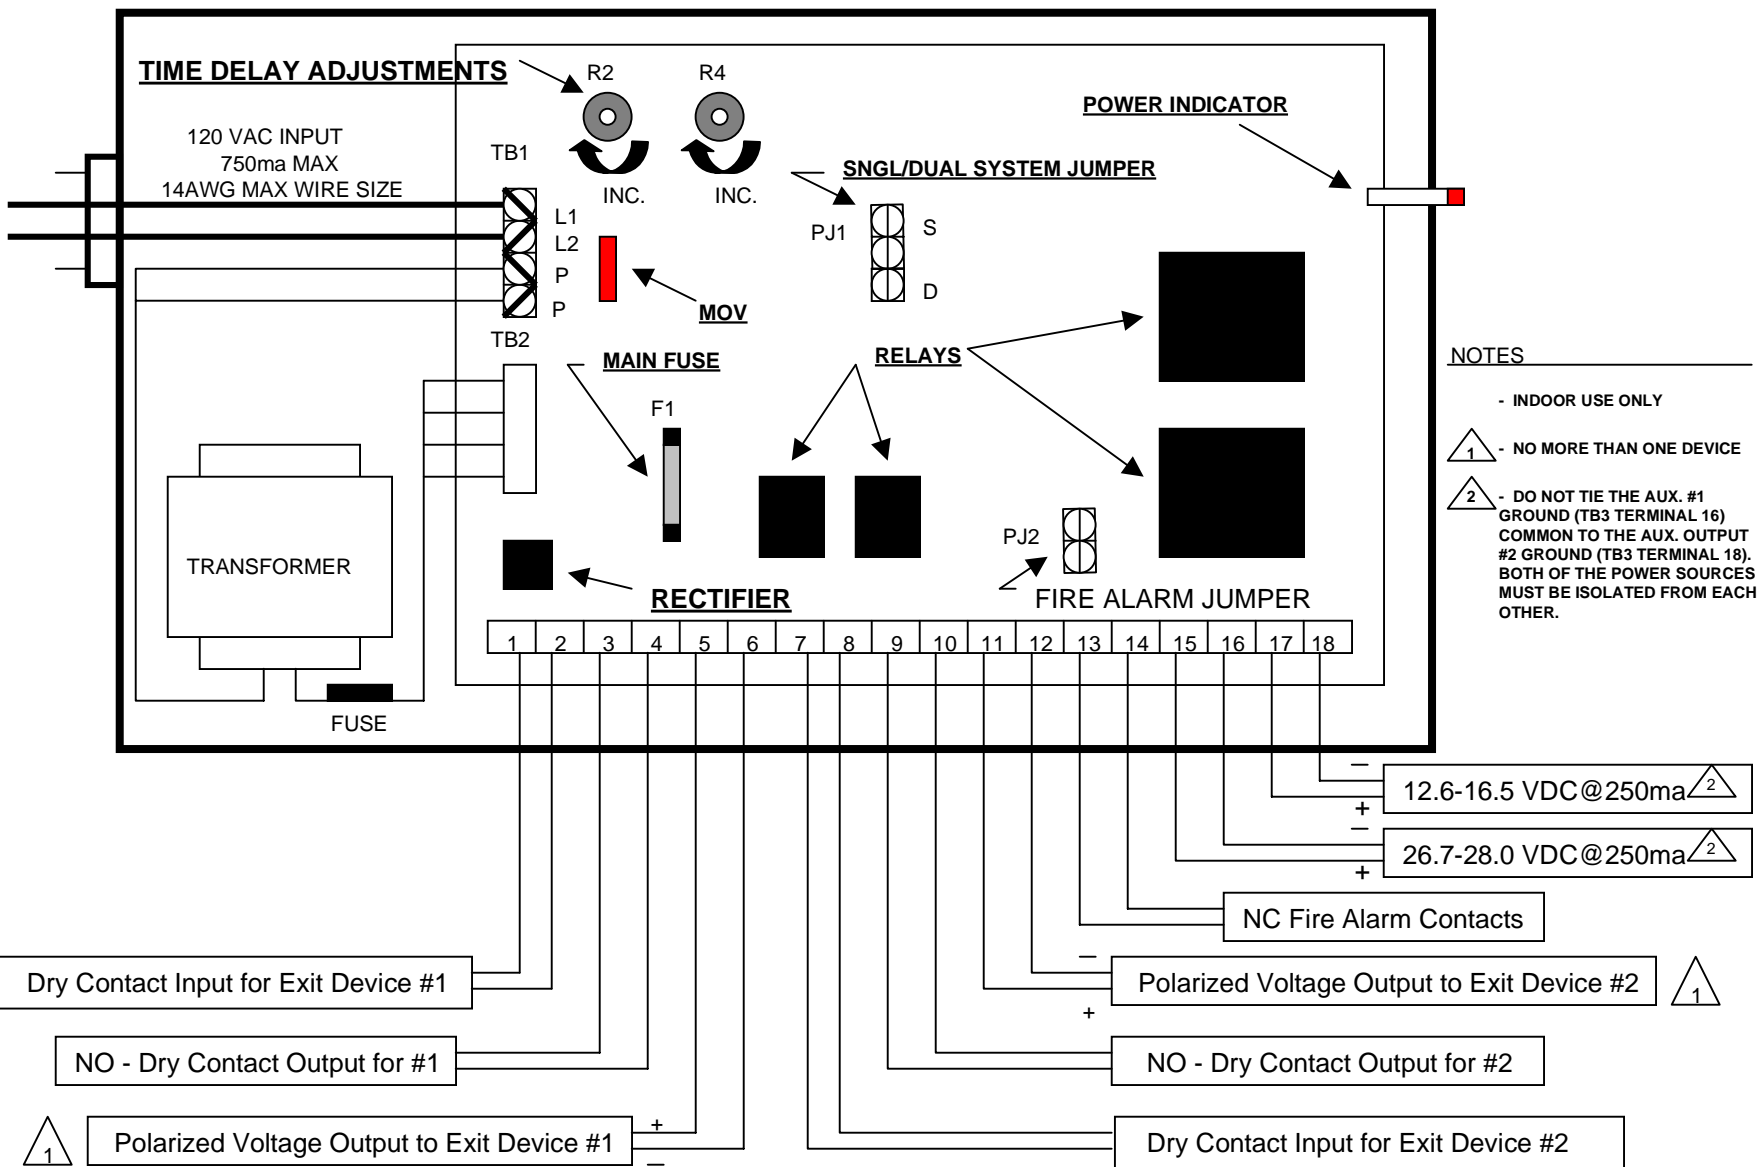 TIME DELAY ADJUSTMENTS
R2
R4
POWER INDICATOR
120 VAC INPUT
750ma MAX
14AWG MAX WIRE SIZE
TB1
INC.
INC.
SNGL/DUAL SYSTEM JUMPER
L1
L2
P
P
PJ1
S
D
MOV
TB2
MAIN FUSE
RELAYS
F1
NOTES
- INDOOR USE ONLY
1 - NO MORE THAN ONE DEVICE
2 - DO NOT TIE THE AUX. #1
GROUND (TB3 TERMINAL 16)
COMMON TO THE AUX. OUTPUT
#2 GROUND (TB3 TERMINAL 18).
BOTH OF THE POWER SOURCES
MUST BE ISOLATED FROM EACH
OTHER.
TRANSFORMER
PJ2
RECTIFIER
FIRE ALARM JUMPER
1 2 3 4 5 6 7 8 9 10 11 12 13 14 15 16 17 18
FUSE
–
12.6-16.5 VDC@250ma 2
+
–
26.7-28.0 VDC@250ma 2
+
NC Fire Alarm Contacts
Dry Contact Input for Exit Device #1
–
Polarized Voltage Output to Exit Device #2 1
+
NO - Dry Contact Output for #1
NO - Dry Contact Output for #2
1 Polarized Voltage Output to Exit Device #1
+
–
Dry Contact Input for Exit Device #2